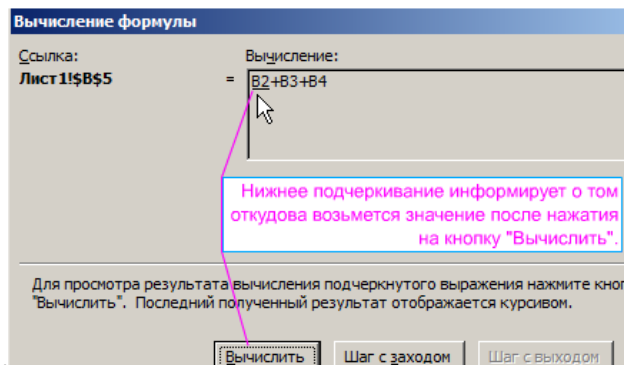 Вычисление формулы
Ссылка:
Вычисление:
Лист1!$B$5
=
B2+B3+B4
Нижнее подчеркивание информирует о том
откудова возьмется значение после нажатия
на кнопку "Вычислить".
Для просмотра результата вычисления подчеркнутого выражения нажмите
"Вычислить". Последний полученный результат отображается курсивом.
Вычислить
Шаг с заходом
Шаг с выходом